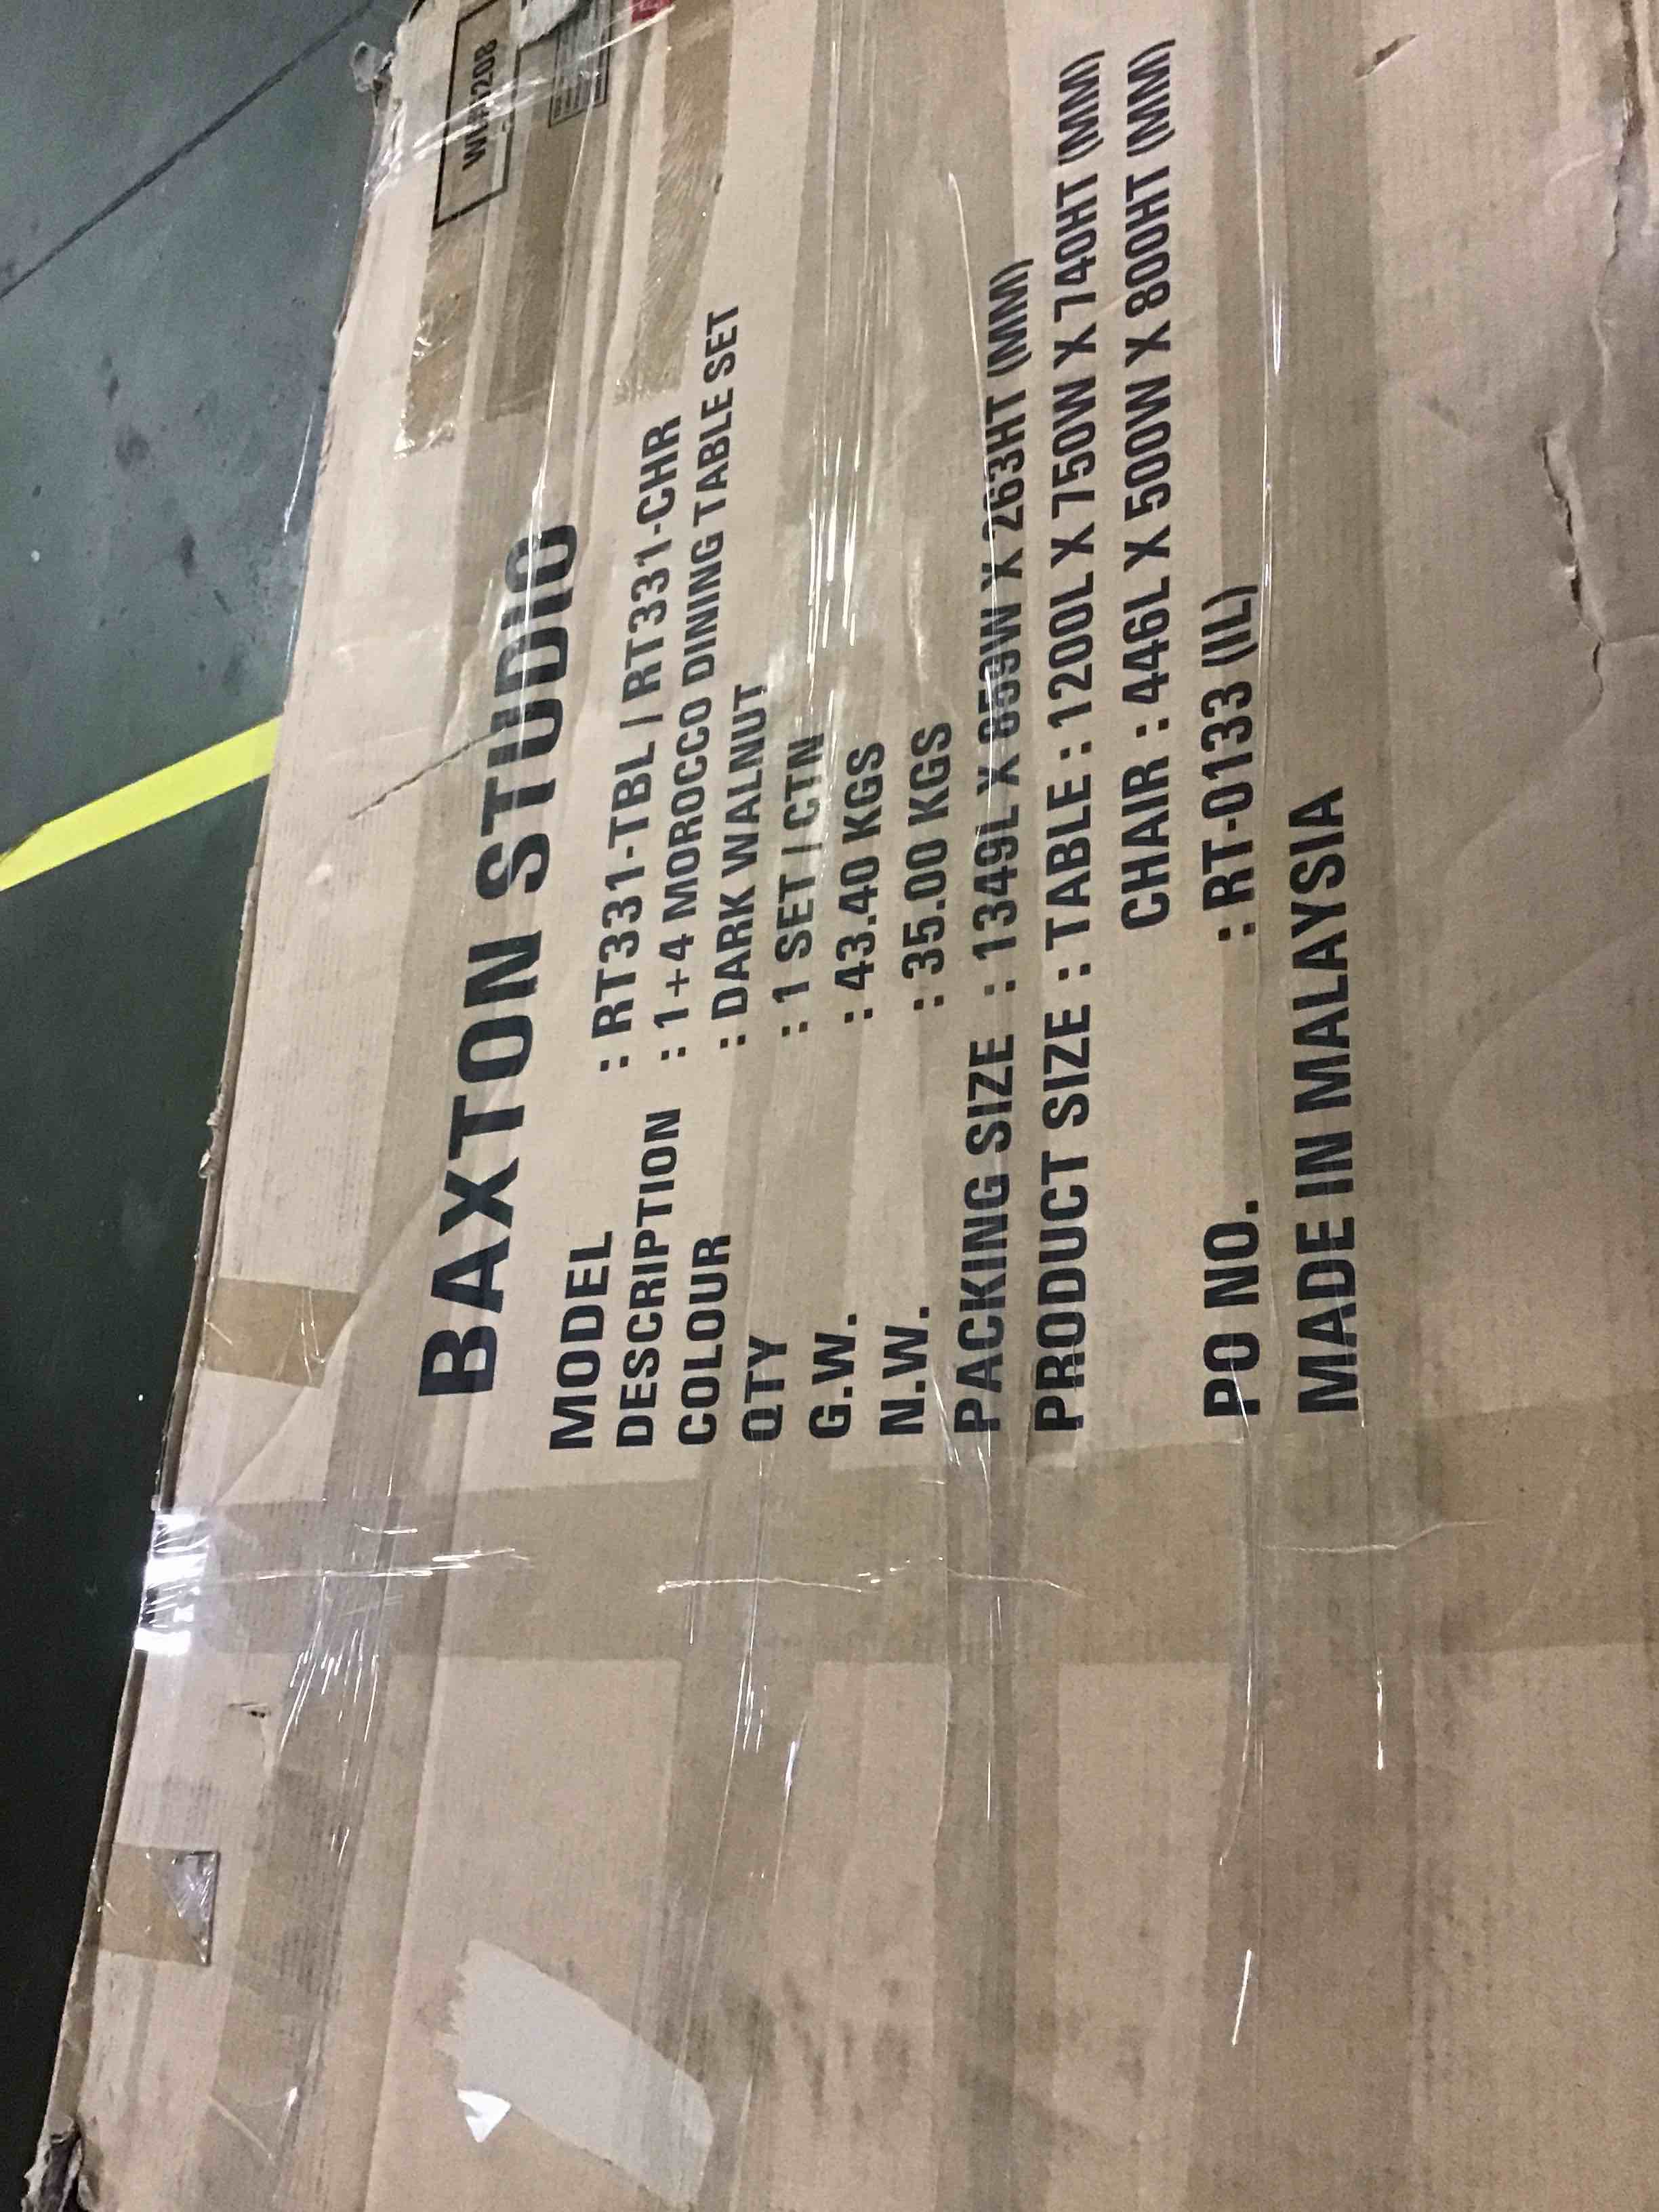 BAXTON STUDIO
MODEL : RT331-TBL / RT331-CHR
DESCRIPTION : 1+4 MOROCCO DINING TABLE SET
COLOUR : DARK WALNUT
QTY : 1 SET / CTN
G.W. : 43.40 KGS
N.W. : 35.00 KGS
PACKING SIZE : 1349L X 859W X 263HT (MM)
PRODUCT SIZE : TABLE : 1200L X 750W X 740HT (MM)
CHAIR : 446L X 500W X 800HT (MM)
PO NO. : RT-0133 (IL)
MADE IN MALAYSIA